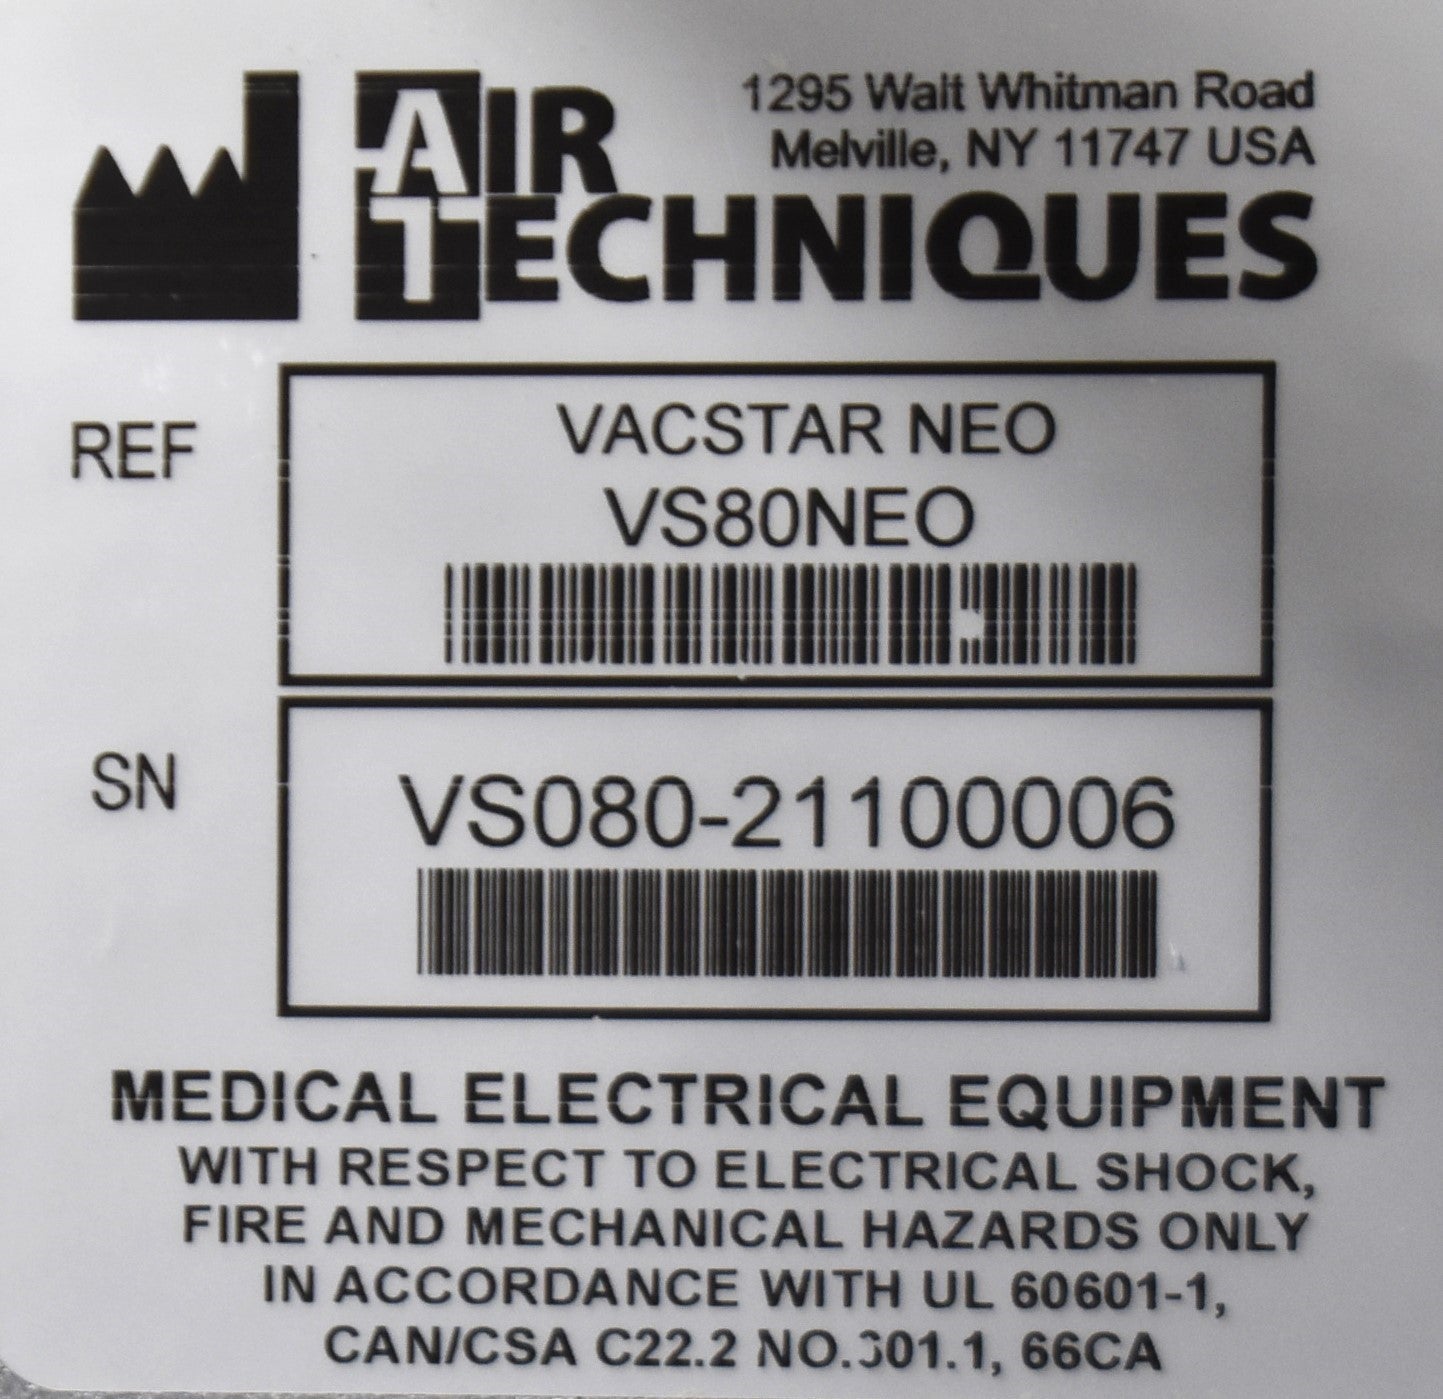 1295 Walt Whitman Road
Melville, NY 11747 USA
AIR
TECHNIQUES
REF
VACSTAR NEO
VS80NEO
SN
VS080-21100006
MEDICAL ELECTRICAL EQUIPMENT
WITH RESPECT TO ELECTRICAL SHOCK,
FIRE AND MECHANICAL HAZARDS ONLY
IN ACCORDANCE WITH UL 60601-1,
CAN/CSA C22.2 NO.601.1, 66CA